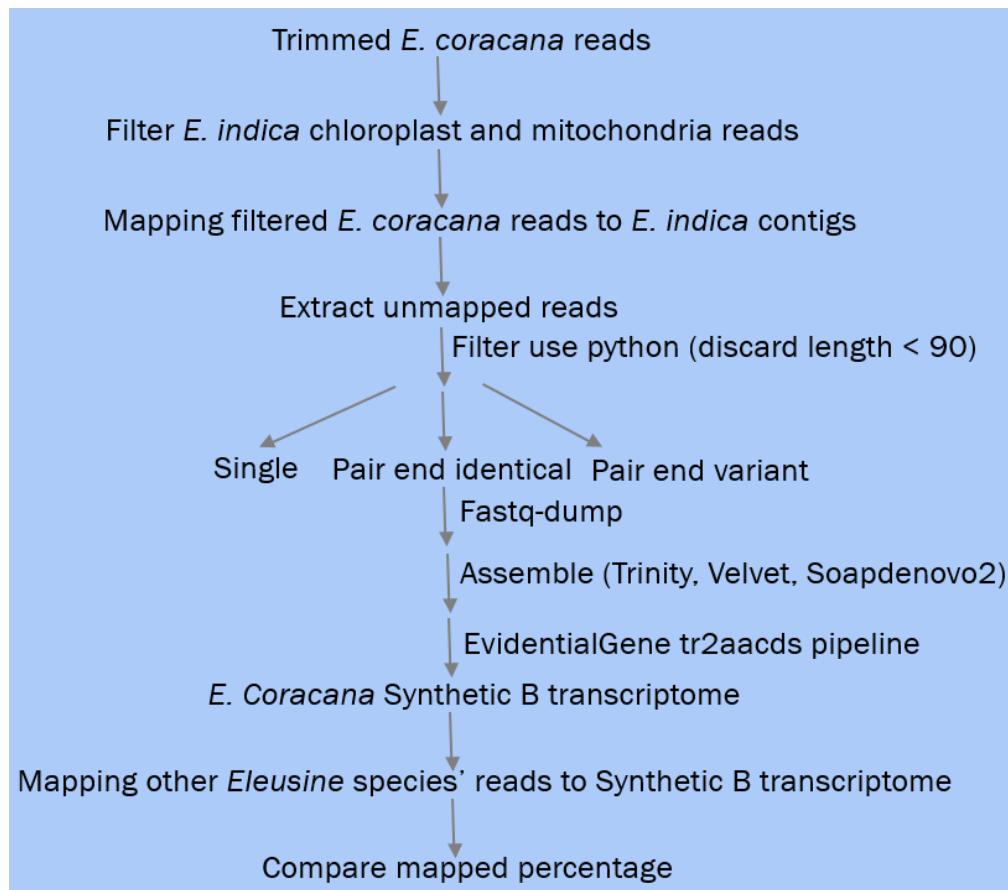 Trimmed E. coracana reads
Filter E. indica chloroplast and mitochondria reads
Mapping filtered E. coracana reads to E. indica contigs
Extract unmapped reads
Filter use python (discard length < 90)
Single
Pair end identical
Pair end variant
Fastq-dump
Assemble (Trinity, Velvet, Soapdenovo2)
EvidentialGene tr2aacds pipeline
E. Coracana Synthetic B transcriptome
Mapping other Eleusine species’ reads to Synthetic B transcriptome
Compare mapped percentage